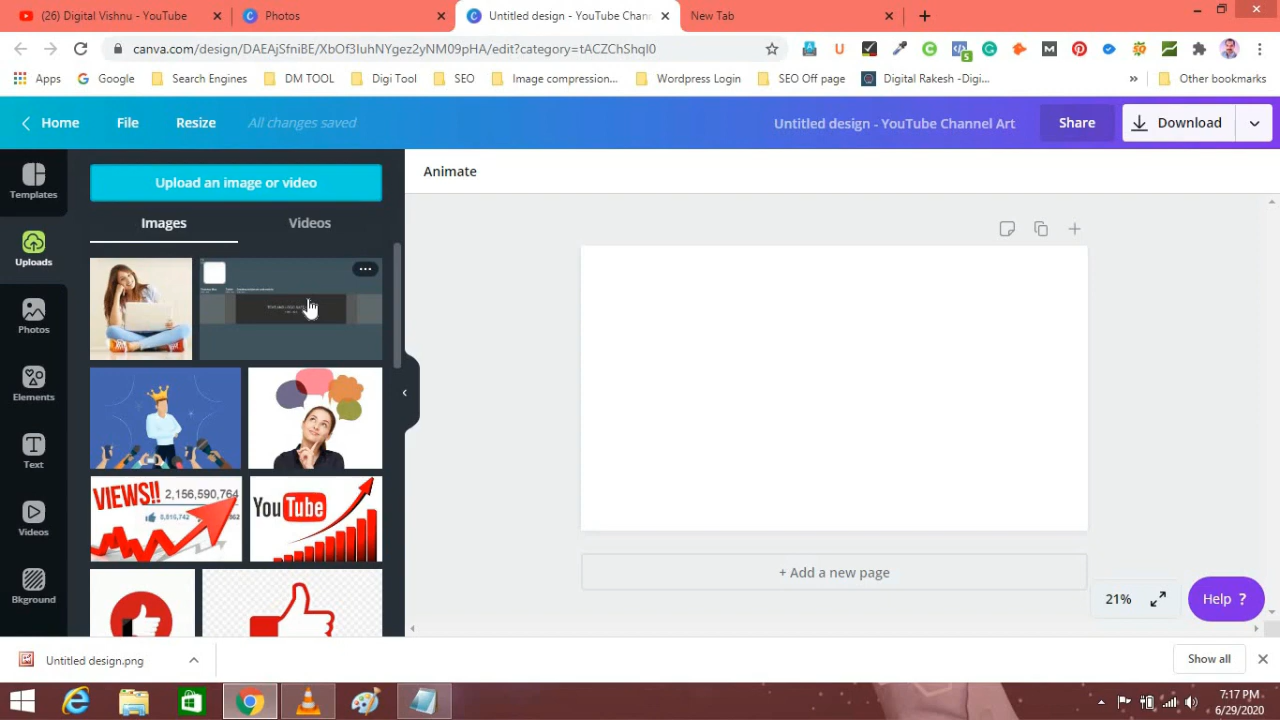 (26) Digital Vishnu - YouTube
Photos
Untitled design - YouTube Chann
New Tab
canva.com/design/DAEAjSfniBE/XbOf3IuhNYgez2yNM09pHA/edit?category=tACZChShqI0
Apps
Google
Search Engines
DM TOOL
Digi Tool
SEO
Image compression...
Wordpress Login
SEO Off page
Digital Rakesh -Digi...
»
Other bookmarks
Home
File
Resize
All changes saved
Untitled design - YouTube Channel Art
Share
Download
Templates
Uploads
Photos
Elements
Text
Videos
Bkground
Upload an image or video
Images
Videos
VIEWS!! 2,156,590,764
YouTube
Animate
+ Add a new page
21%
Help ?
Untitled design.png
Show all
7:17 PM
6/29/2020